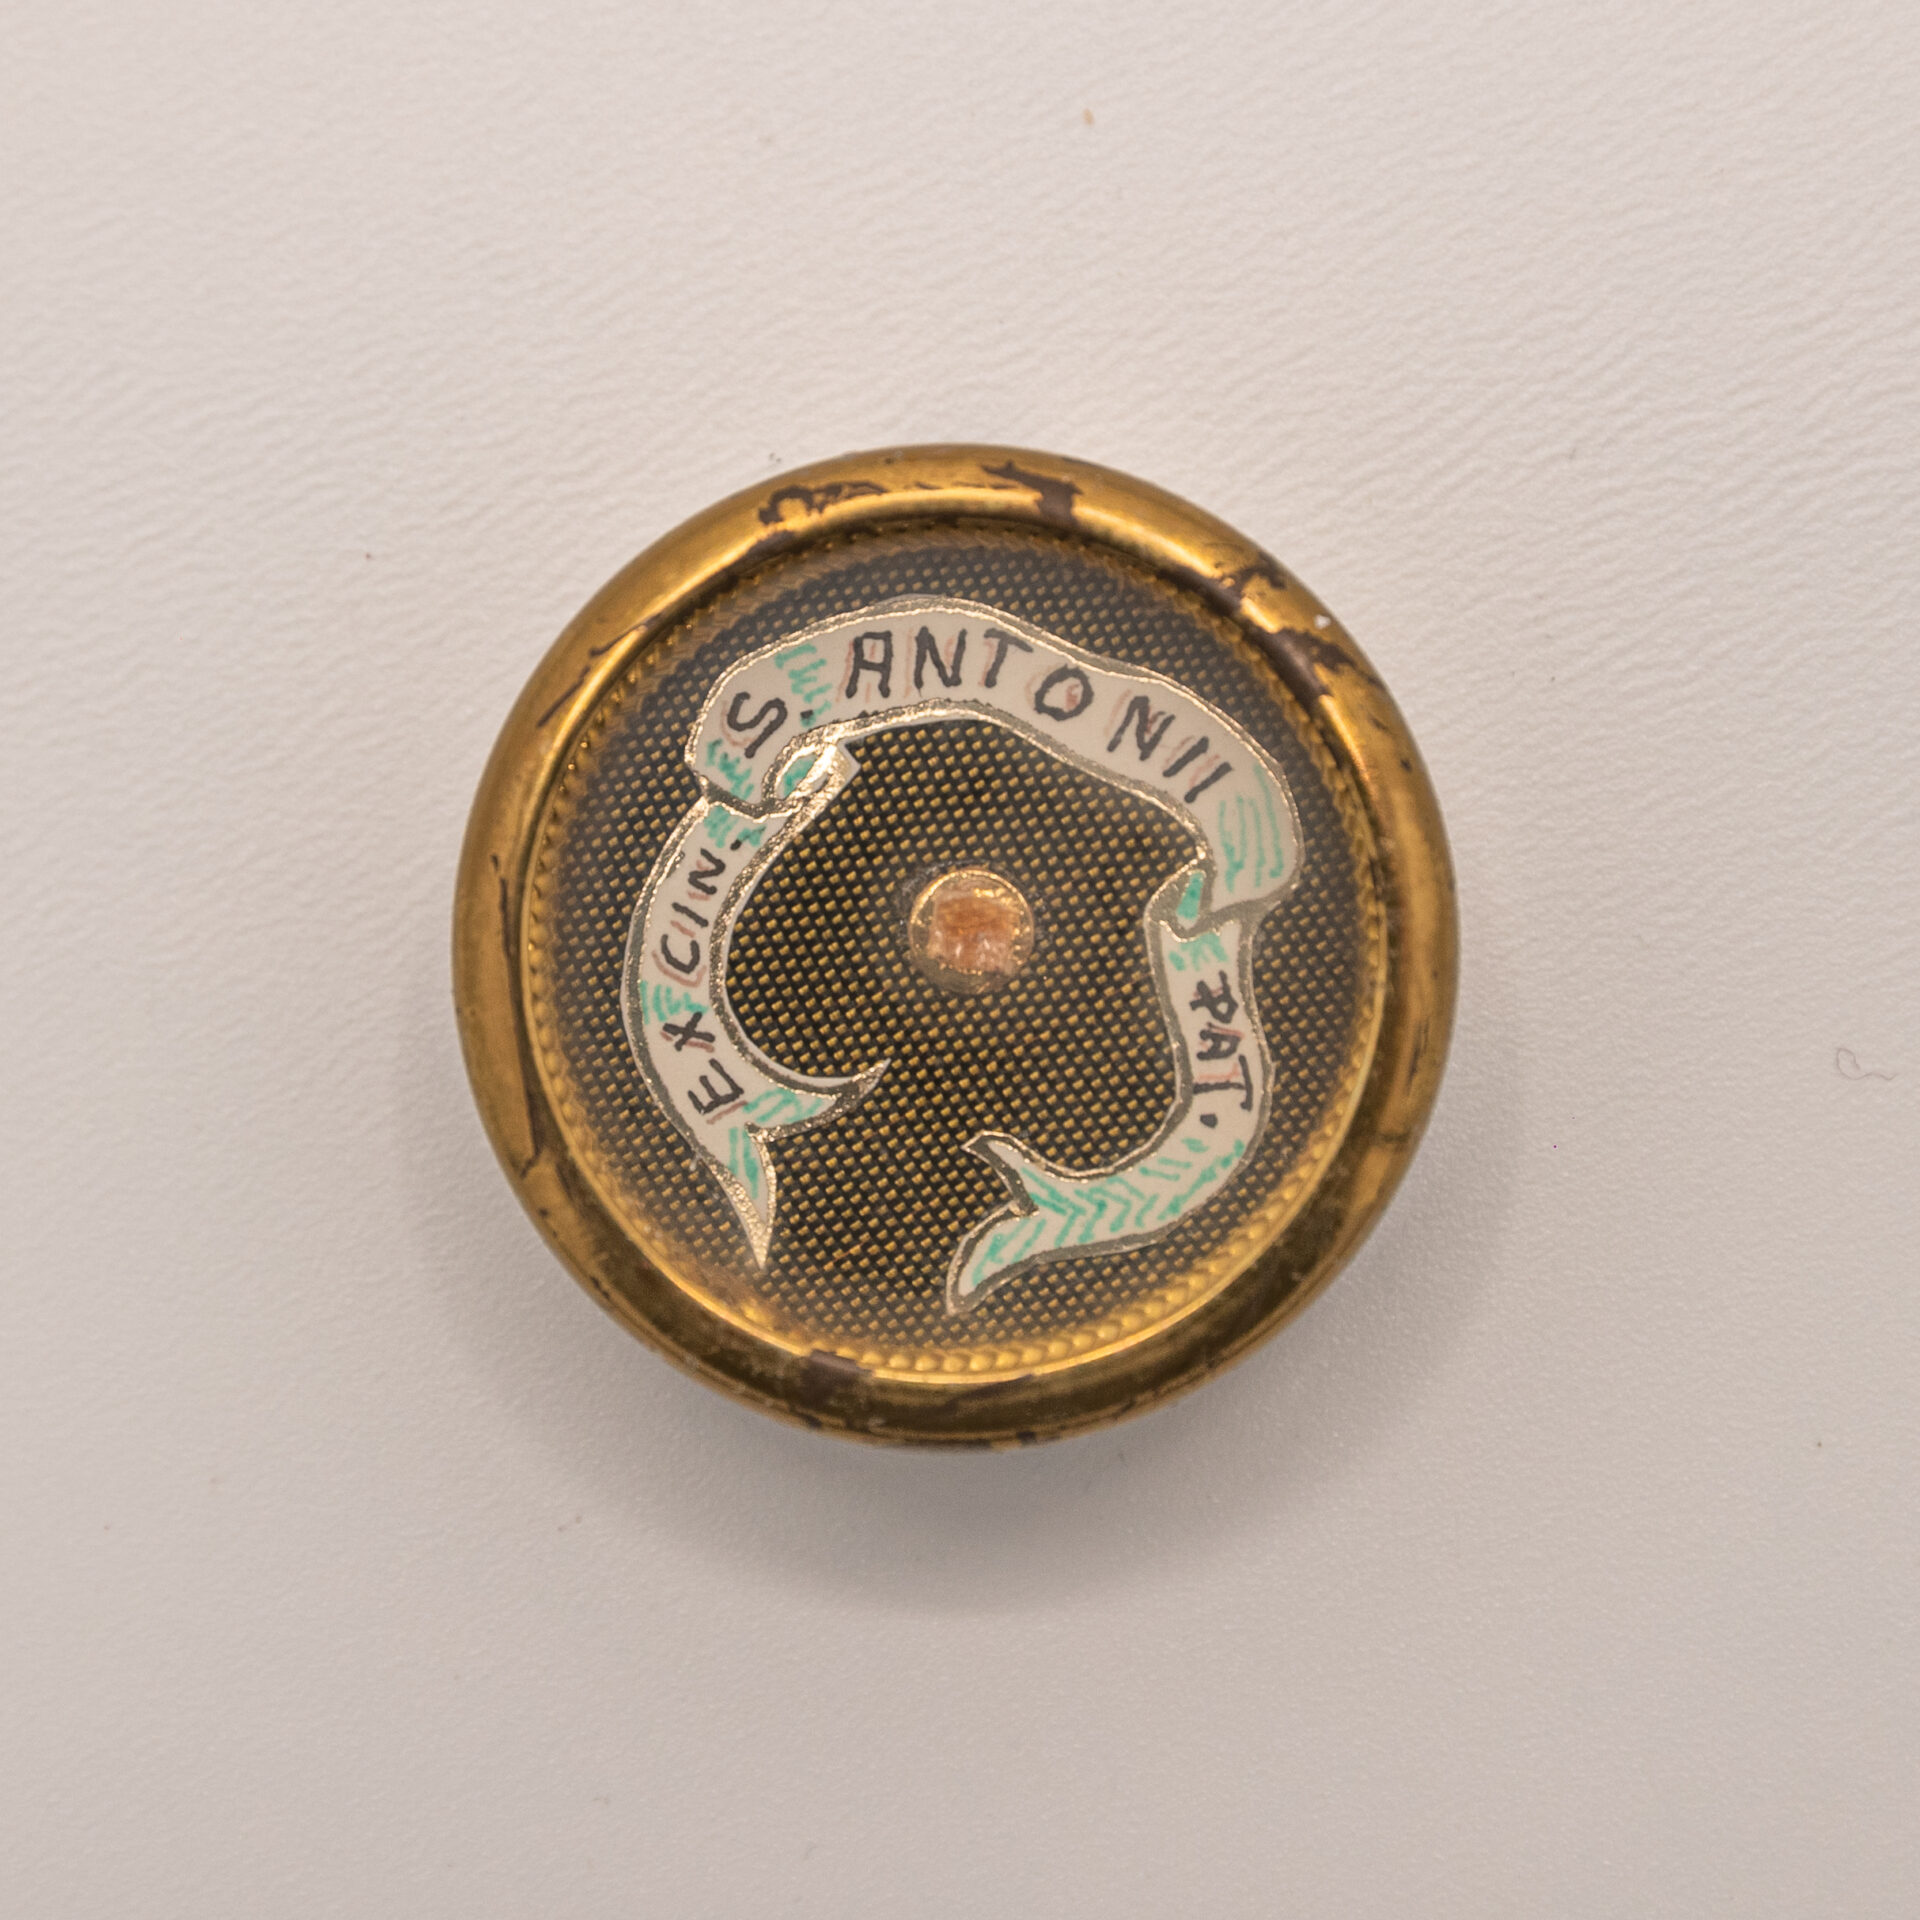 EX CIN. S. ANTONII PAT.